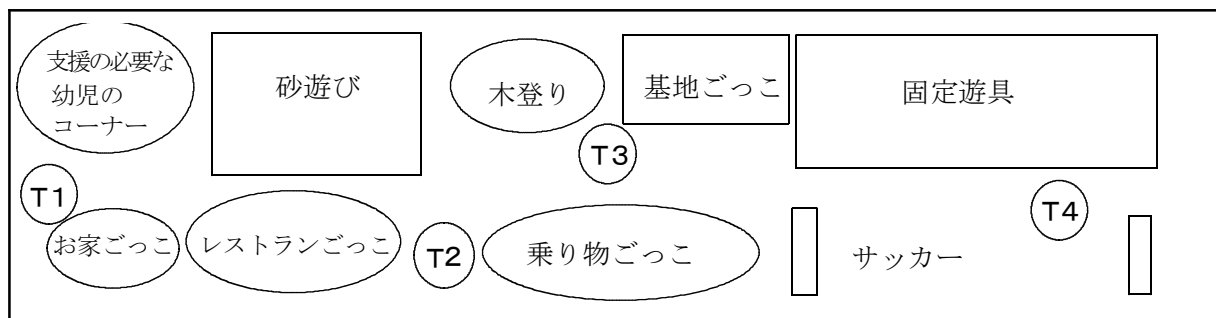 支援の必要な
幼児の
コーナー
砂遊び
木登り
基地ごっこ
固定遊具
T3
T1
T4
お家ごっこ
レストランごっこ
T2
乗り物ごっこ
サッカー